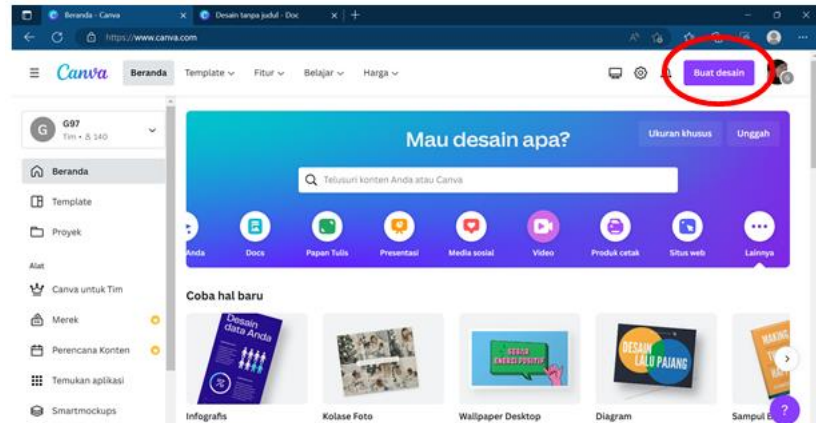 Beranda - Canva
Desain tanpa judul - Doc
https://www.canva.com
Canva
Beranda
Template
Fitur
Belajar
Harga
Buat desain
G
G97
Tim • 140
Mau desain apa?
Ukuran khusus
Unggah
Telusuri konten Anda atau Canva
Beranda
Template
Proyek
Anda
Docs
Papan Tulis
Presentasi
Media sosial
Video
Produk cetak
Situs web
Lainnya
Alat
Canva untuk Tim
Merek
Perencana Konten
Temukan aplikasi
Smartmockups
Coba hal baru
Desain
data Anda
DESAIN
LALU PAJANG
MAKING
Infografis
Kolase Foto
Wallpaper Desktop
Diagram
Sampul
?